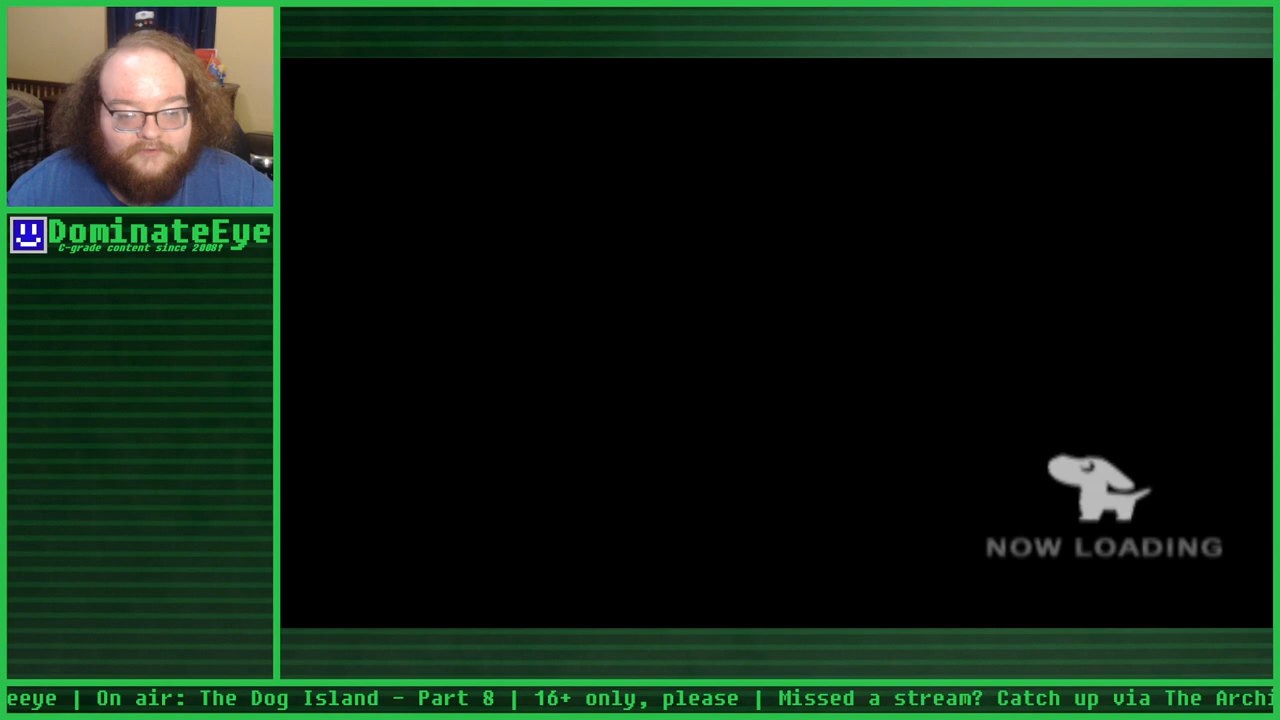 DominateEye
C-grade content since 2008!
NOW LOADING
eeye | On air: The Dog Island - Part 8 | 16+ only, please | Missed a stream? Catch up via The Archi